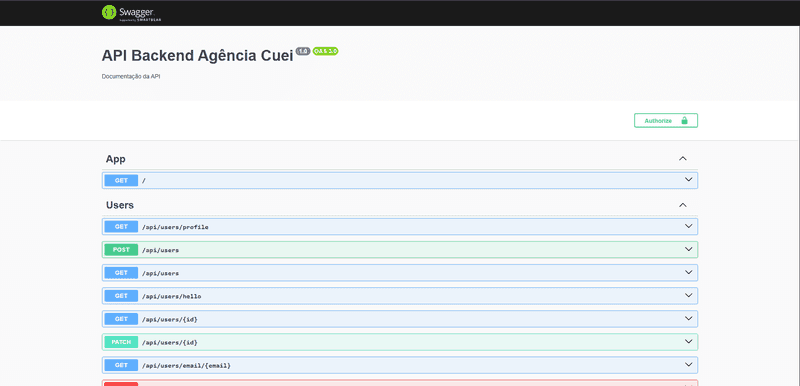 Swagger
Supported by SMARTBEAR
API Backend Agência Cuei 1.0 OAS 3.0
Documentação da API
Authorize
App
GET /
Users
GET /api/users/profile
POST /api/users
GET /api/users
GET /api/users/hello
GET /api/users/{id}
PATCH /api/users/{id}
GET /api/users/email/{email}